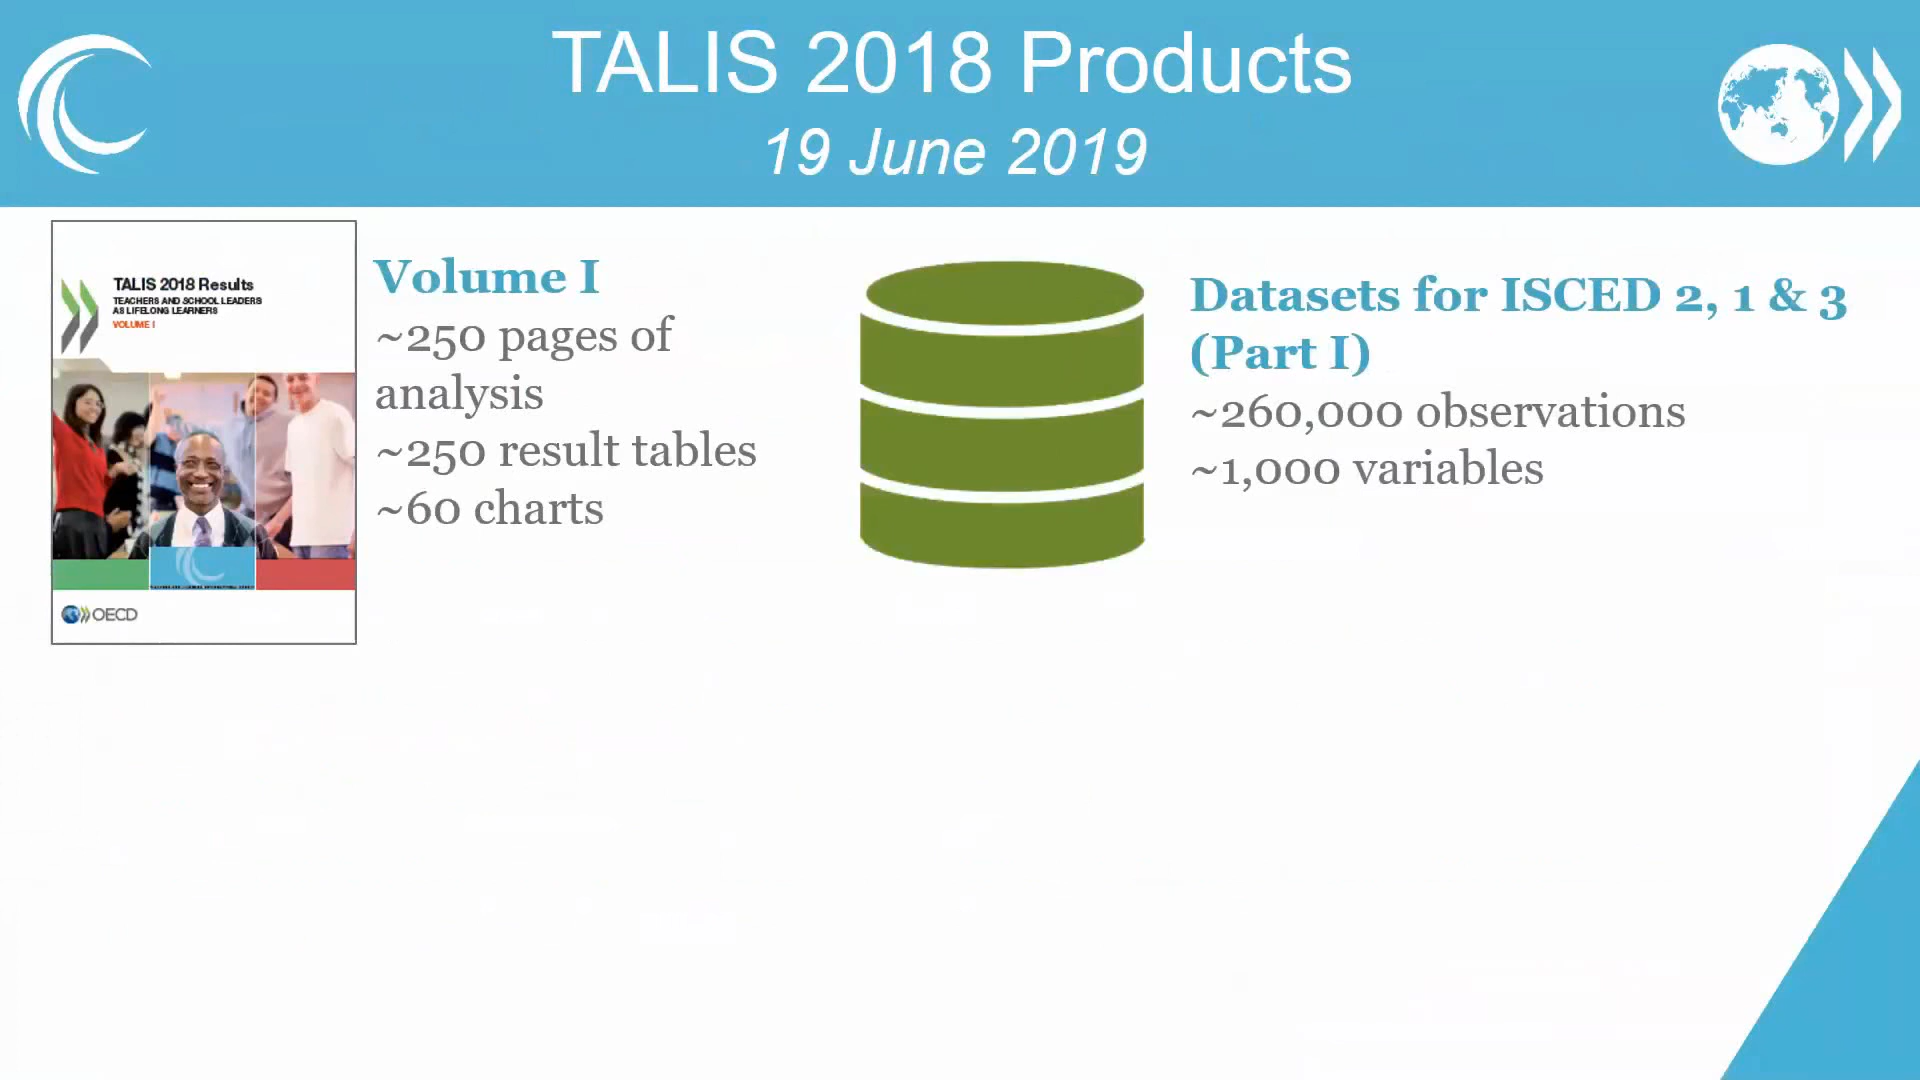 TALIS 2018 Products
19 June 2019
TALIS 2018 Results
TEACHERS AND SCHOOL LEADERS
AS LIFELONG LEARNERS
VOLUME I
OECD
Volume I
~250 pages of
analysis
~250 result tables
~60 charts
Datasets for ISCED 2, 1 & 3
(Part I)
~260,000 observations
~1,000 variables